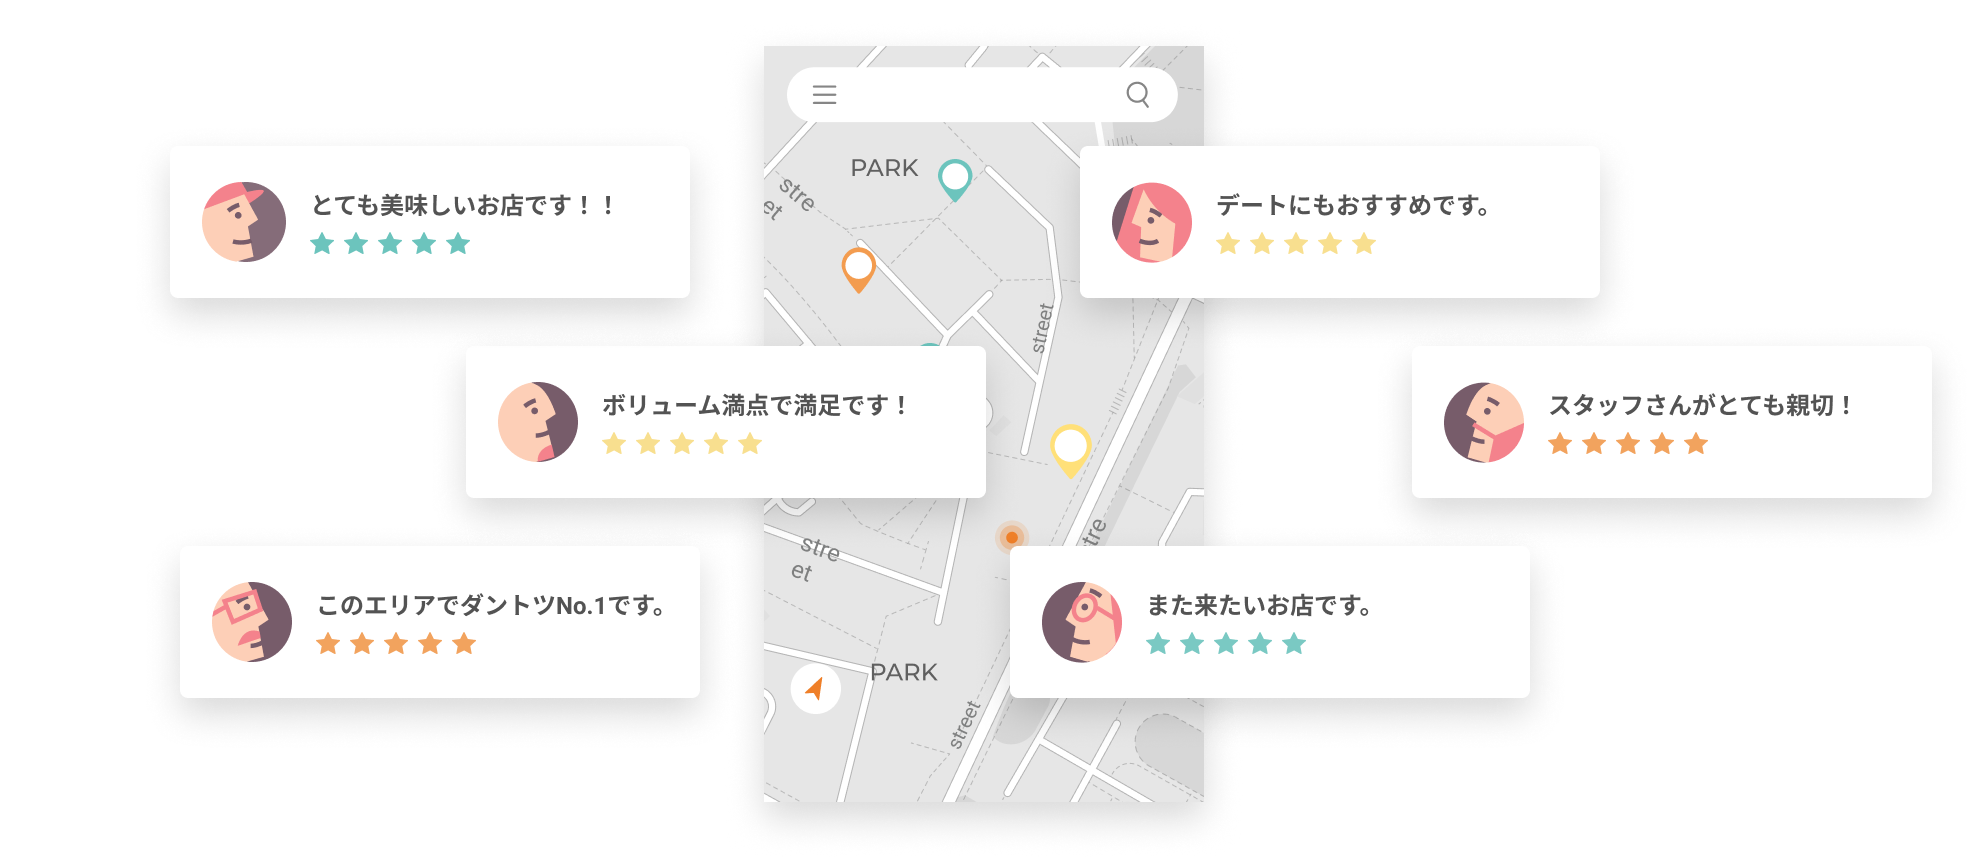 PARK
stre
et
とても美味しいお店です！！
デートにもおすすめです。
street
ボリューム満点で満足です！
スタッフさんがとても親切！
stre
et
tre
このエリアでダントツNo.1です。
また来たいお店です。
PARK
street